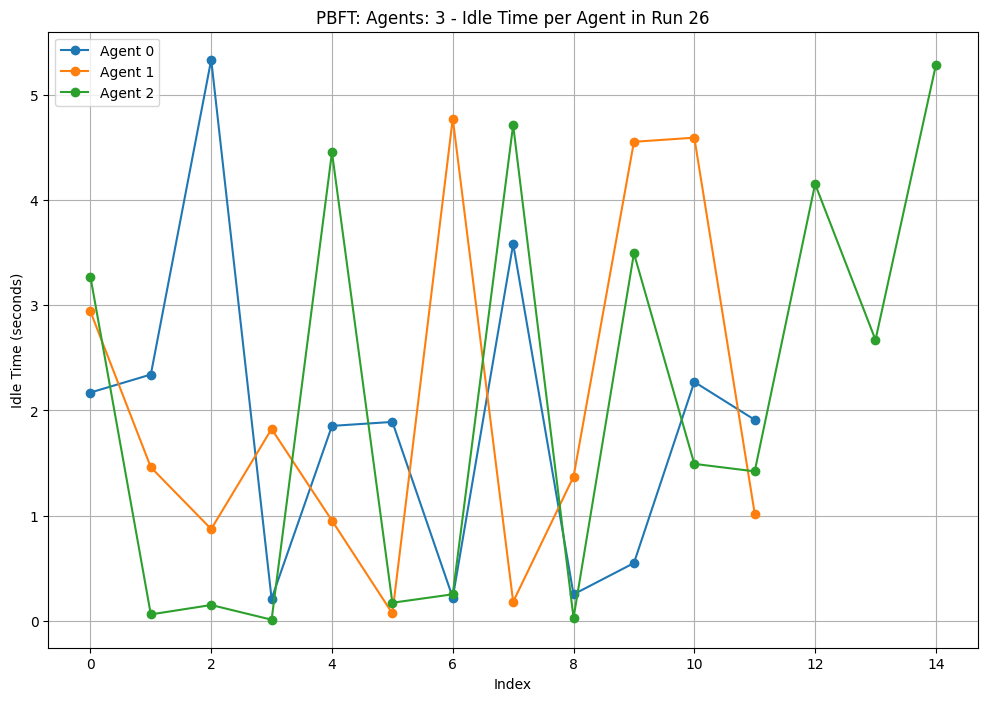 PBFT: Agents: 3 - Idle Time per Agent in Run 26
Agent 0
Agent 1
Agent 2
Idle Time (seconds)
5
4
3
2
1
0
0 2 4 6 8 10 12 14
Index